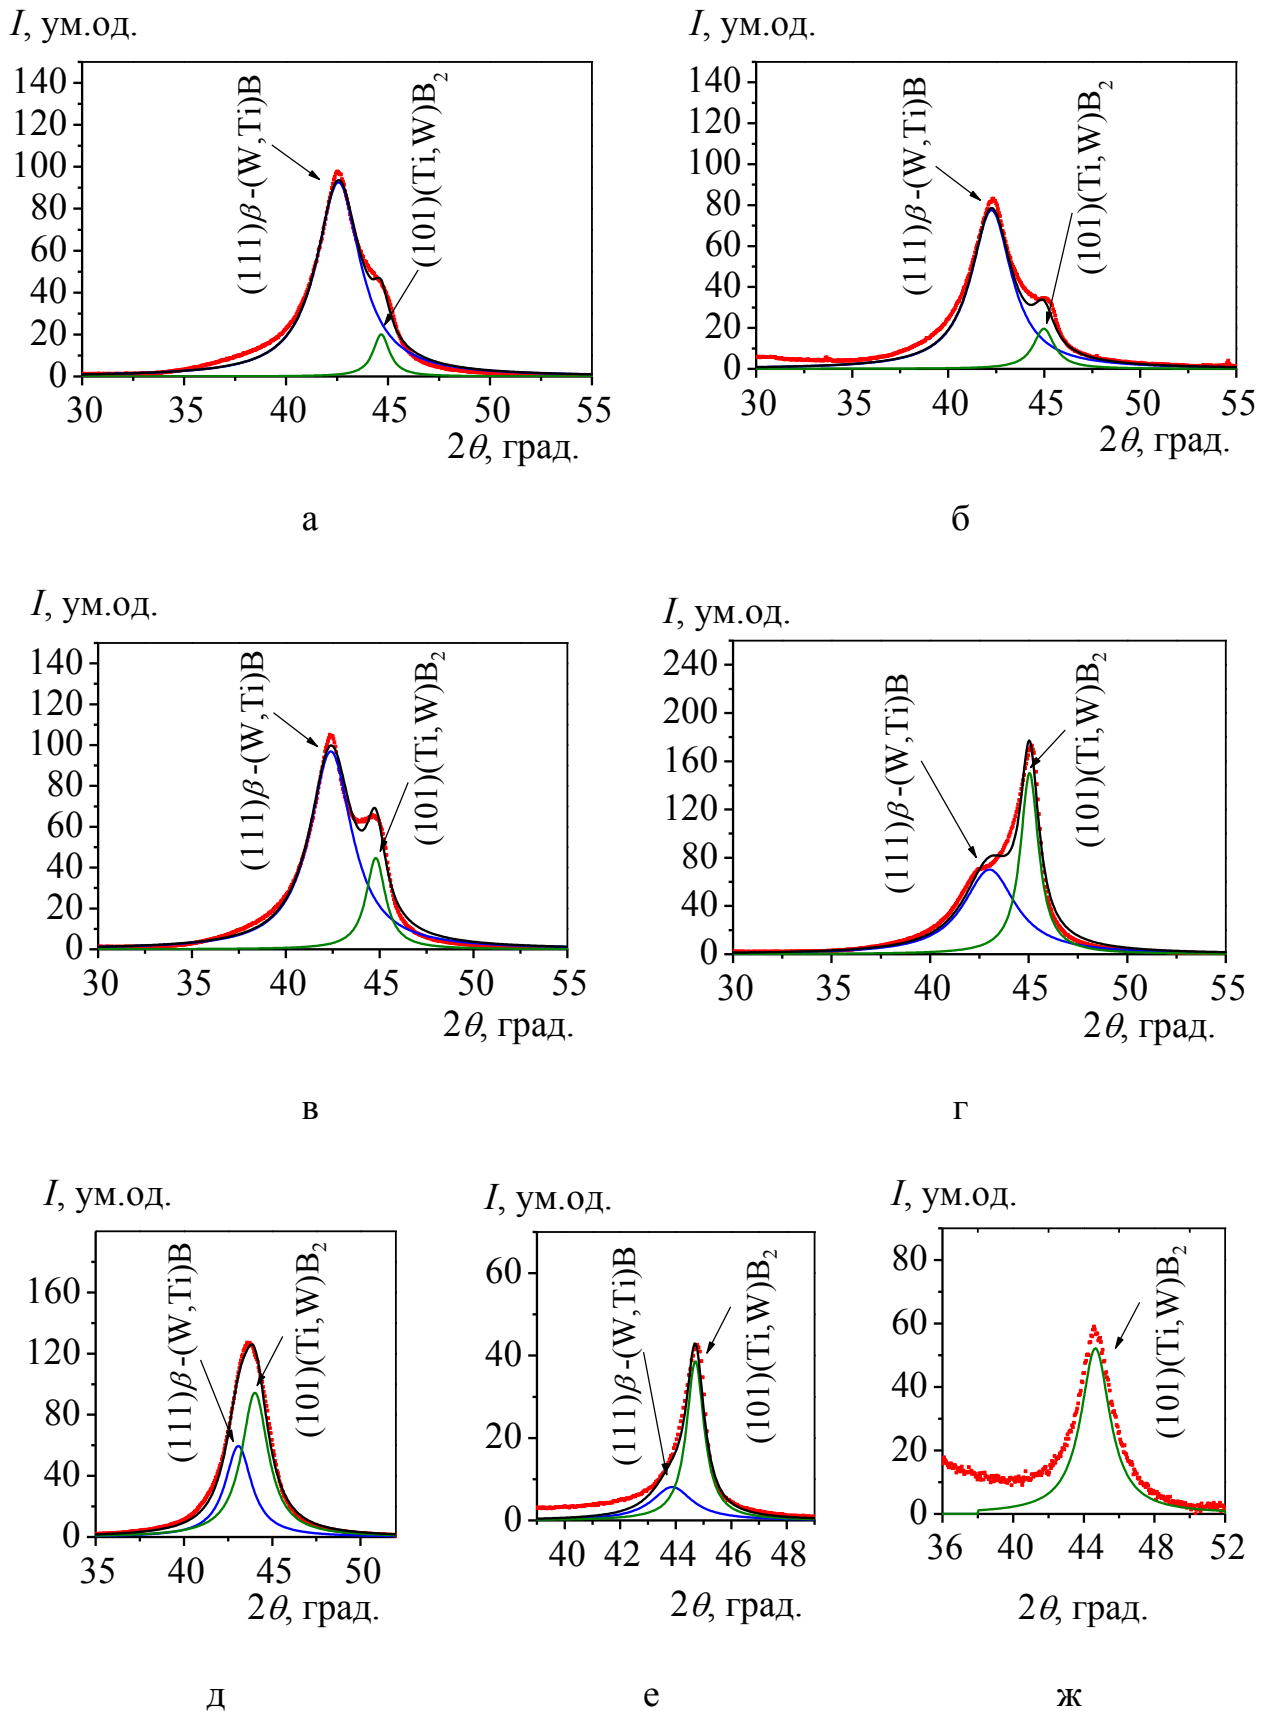 I, ум.од.
140
120
100
80
60
40
20
0
30 35 40 45 50 55
2θ, град.
(111)β-(W,Ti)B
(101)(Ti,W)B₂
а
I, ум.од.
140
120
100
80
60
40
20
0
30 35 40 45 50 55
2θ, град.
(111)β-(W,Ti)B
(101)(Ti,W)B₂
б
I, ум.од.
140
120
100
80
60
40
20
0
30 35 40 45 50 55
2θ, град.
(111)β-(W,Ti)B
(101)(Ti,W)B₂
в
I, ум.од.
240
200
160
120
80
40
0
30 35 40 45 50 55
2θ, град.
(111)β-(W,Ti)B
(101)(Ti,W)B₂
г
I, ум.од.
160
120
80
40
0
35 40 45 50
2θ, град.
(111)β-(W,Ti)B
(101)(Ti,W)B₂
д
I, ум.од.
60
40
20
0
40 42 44 46 48
2θ, град.
(111)β-(W,Ti)B
(101)(Ti,W)B₂
е
I, ум.од.
80
60
40
20
0
36 40 44 48 52
2θ, град.
(101)(Ti,W)B₂
ж